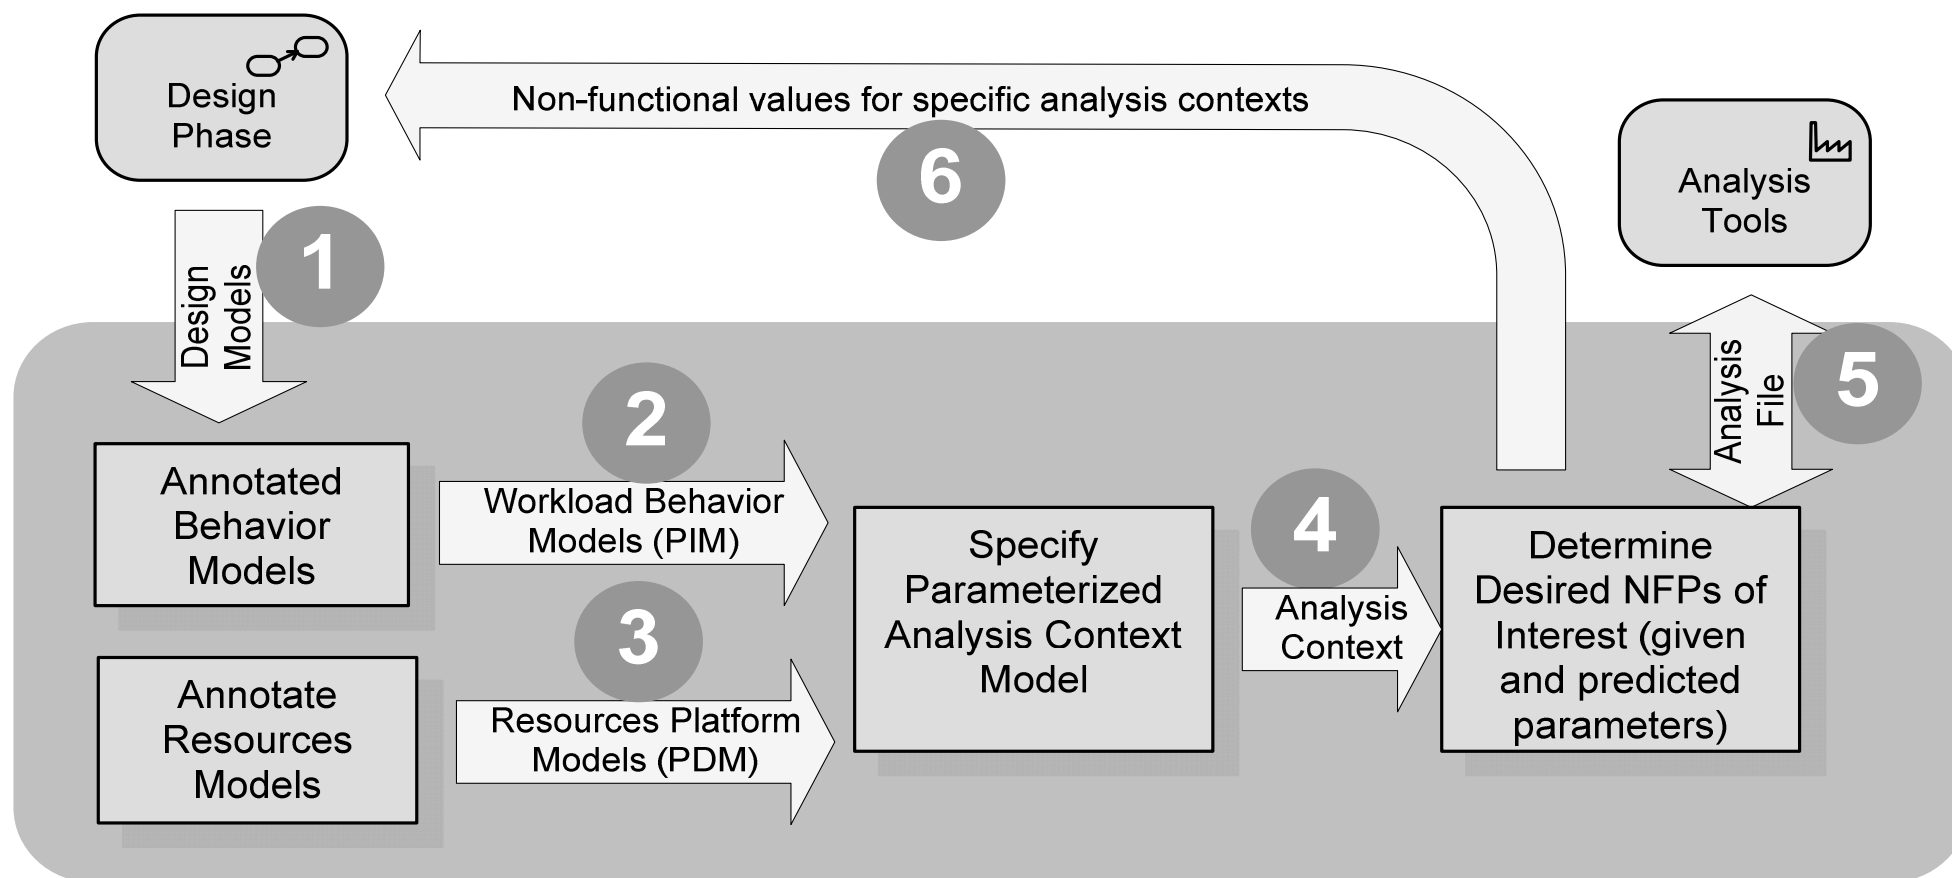 Design
Phase
Non-functional values for specific analysis contexts
6
Analysis
Tools
1
Design
Models
5
Analysis
File
2
Annotated
Behavior
Models
Workload Behavior
Models (PIM)
3
Annotate
Resources
Models
Resources Platform
Models (PDM)
Specify
Parameterized
Analysis Context
Model
4
Analysis
Context
Determine
Desired NFPs of
Interest (given
and predicted
parameters)